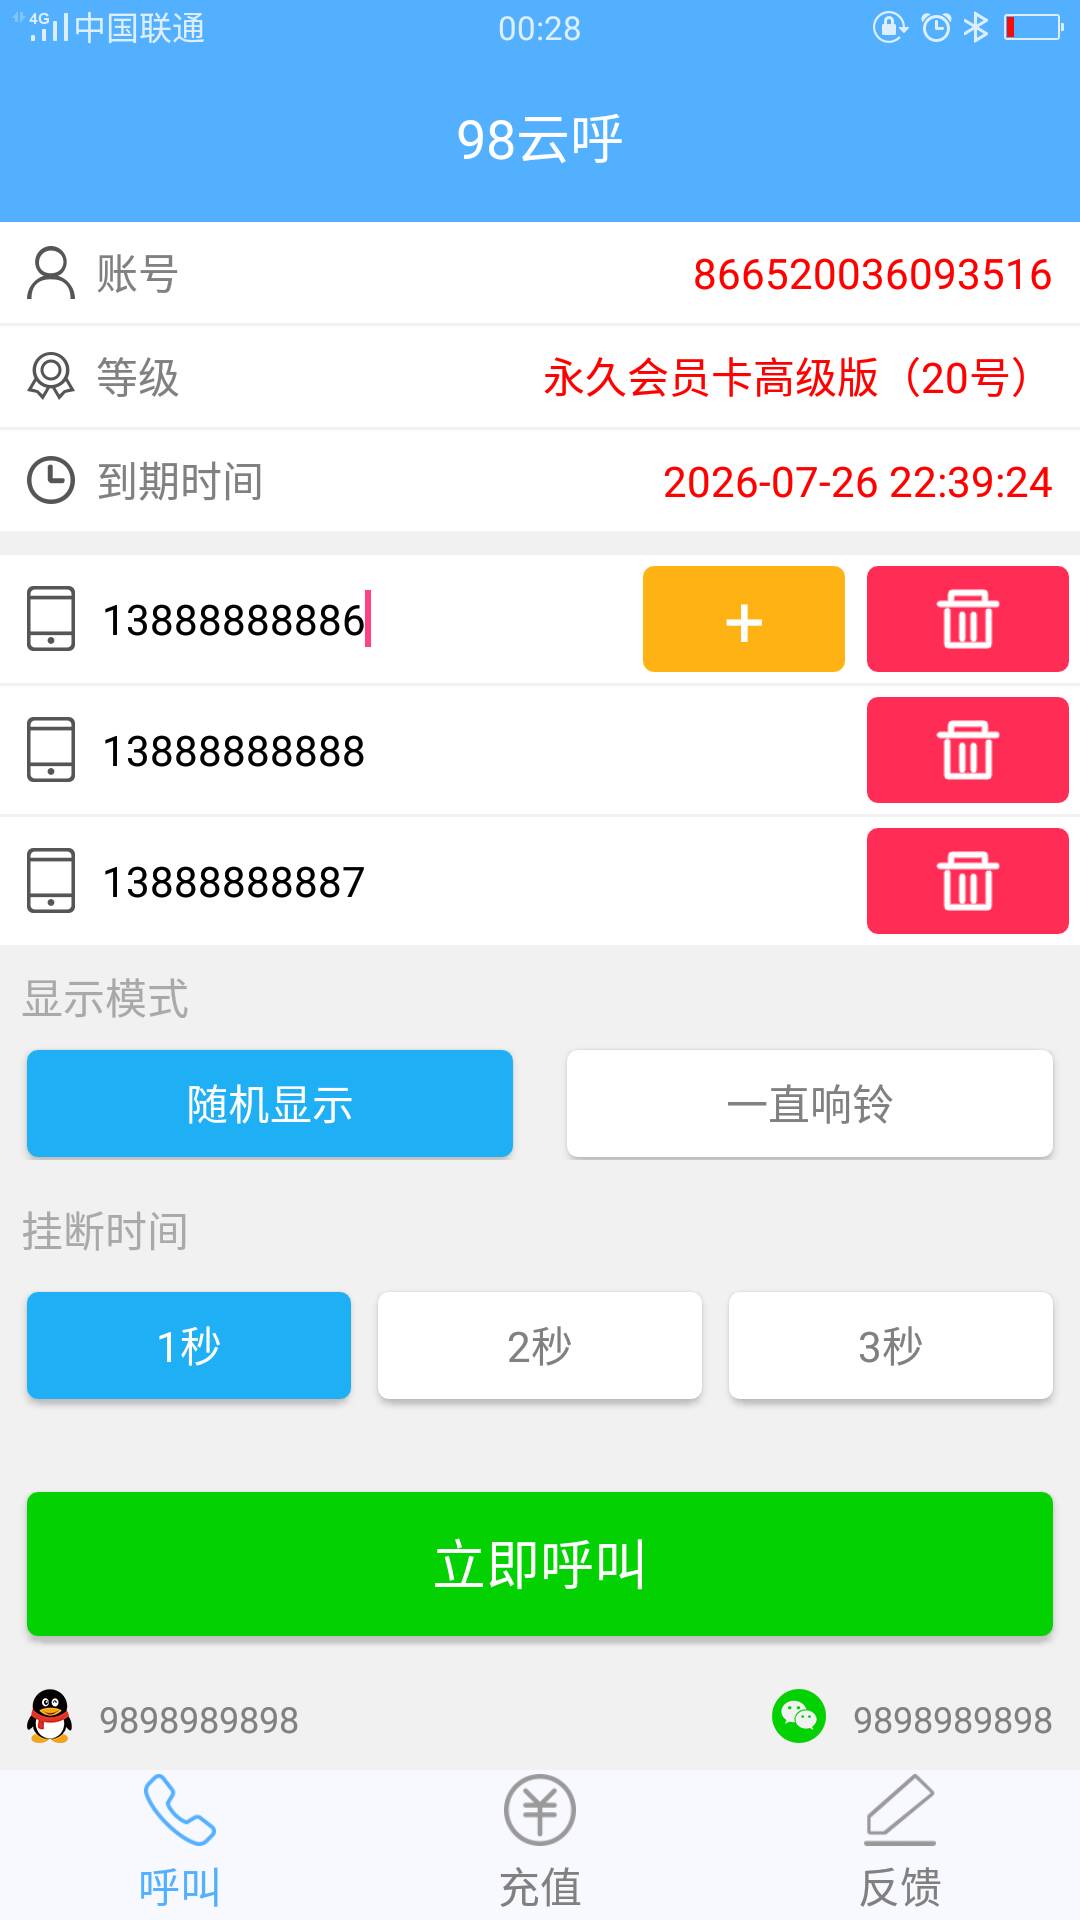 4G 中国联通 00:28
98云呼
账号 866520036093516
等级 永久会员卡高级版（20号）
到期时间 2026-07-26 22:39:24
13888888886 +
13888888888
13888888887
显示模式
随机显示 一直响铃
挂断时间
1秒 2秒 3秒
立即呼叫
9898989898 9898989898
呼叫 充值 反馈